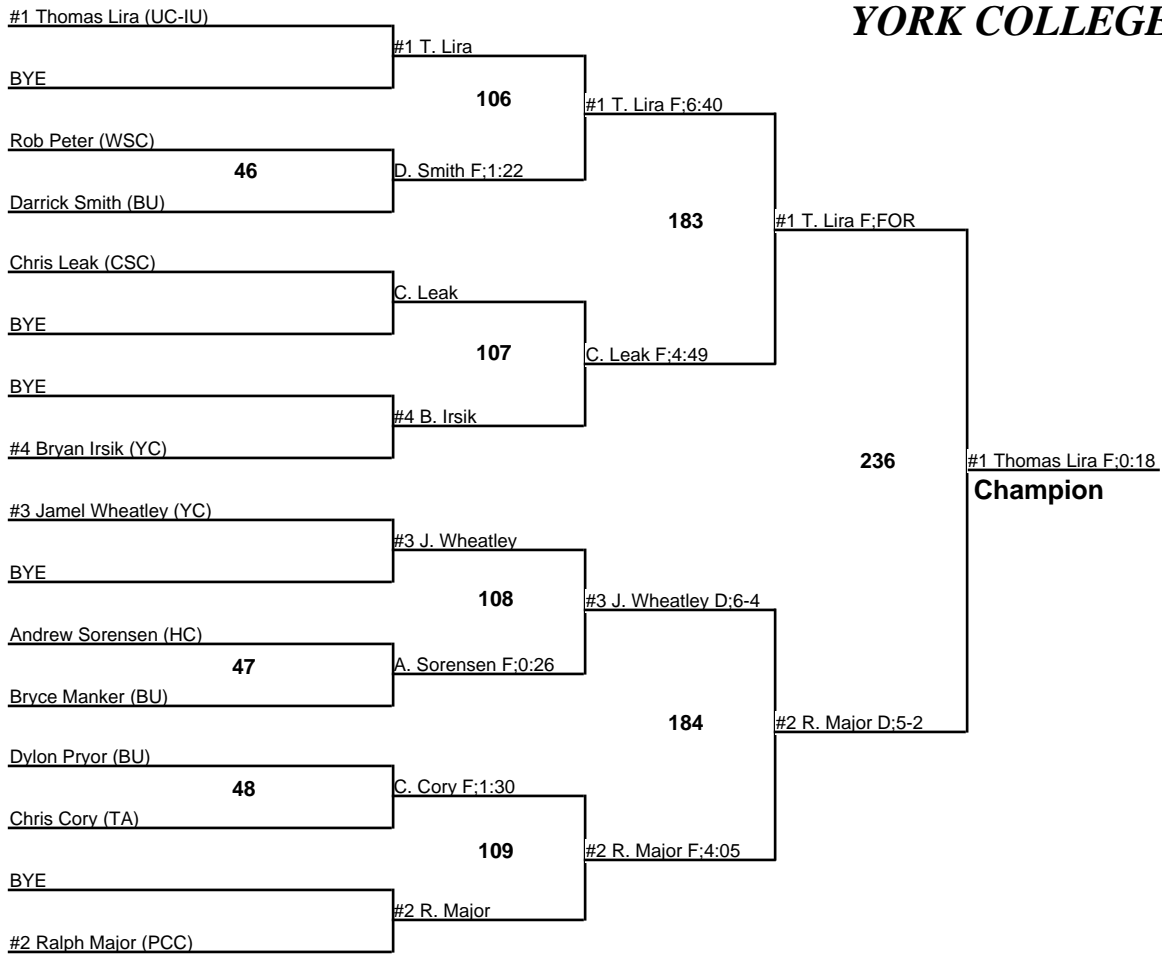 YORK COLLEGE
#1 Thomas Lira (UC-IU)
#1 T. Lira
BYE
106
#1 T. Lira F;6:40
Rob Peter (WSC)
46
D. Smith F;1:22
Darrick Smith (BU)
183
#1 T. Lira F;FOR
Chris Leak (CSC)
C. Leak
BYE
107
C. Leak F;4:49
BYE
#4 B. Irsik
#4 Bryan Irsik (YC)
236
#1 Thomas Lira F;0:18
Champion
#3 Jamel Wheatley (YC)
#3 J. Wheatley
BYE
108
#3 J. Wheatley D;6-4
Andrew Sorensen (HC)
47
A. Sorensen F;0:26
Bryce Manker (BU)
184
#2 R. Major D;5-2
Dylon Pryor (BU)
48
C. Cory F;1:30
Chris Cory (TA)
109
#2 R. Major F;4:05
BYE
#2 R. Major
#2 Ralph Major (PCC)